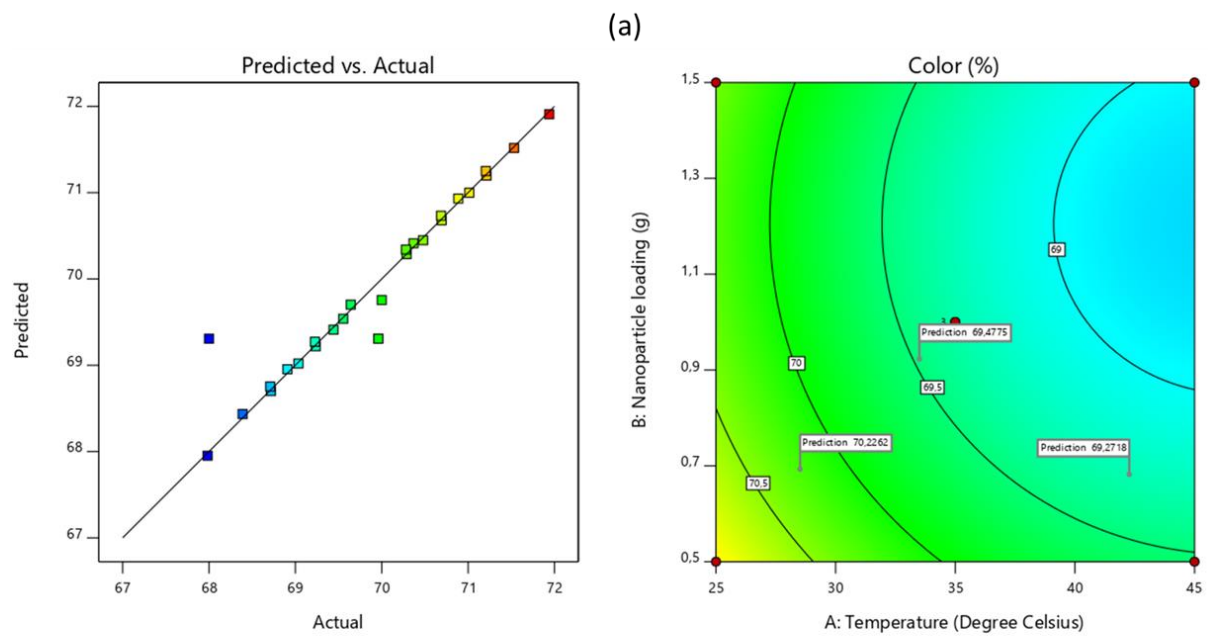 (a)
Predicted vs. Actual
72
71
70
69
68
67
67 68 69 70 71 72
Predicted
Actual
Color (%)
1,5
1,3
1,1
0,9
0,7
0,5
25 30 35 40 45
B: Nanoparticle loading (g)
A: Temperature (Degree Celsius)
69
3
Prediction 69,4775
70
69,5
Prediction 70,2262
Prediction 69,2718
70,5